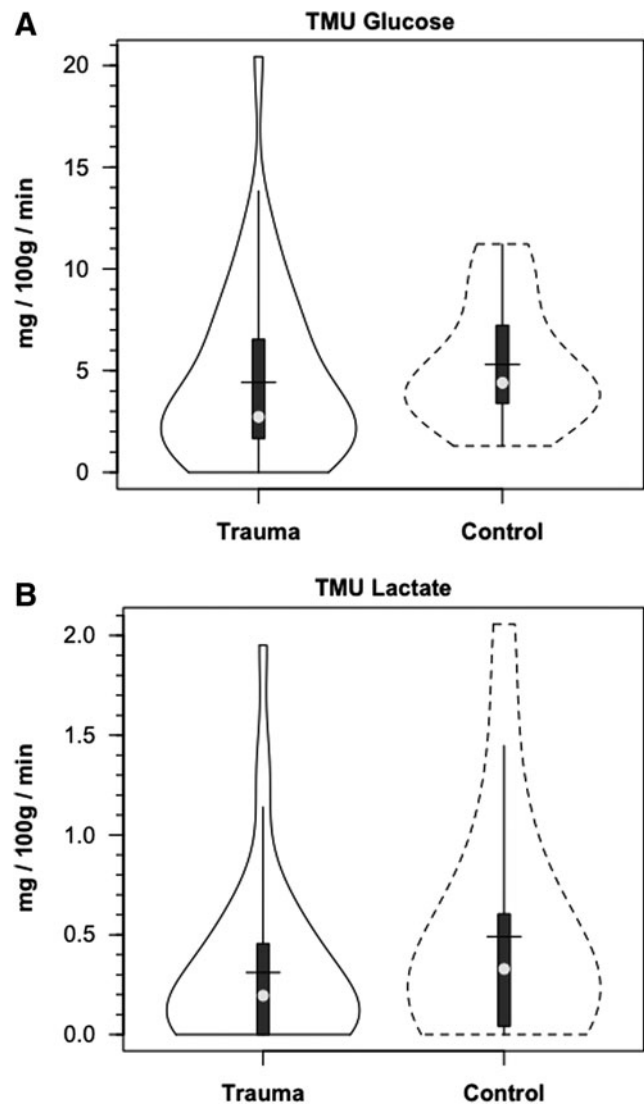 A
TMU Glucose
mg / 100g / min
20
15
10
5
0
Trauma Control
B
TMU Lactate
mg / 100g / min
2.0
1.5
1.0
0.5
0.0
Trauma Control